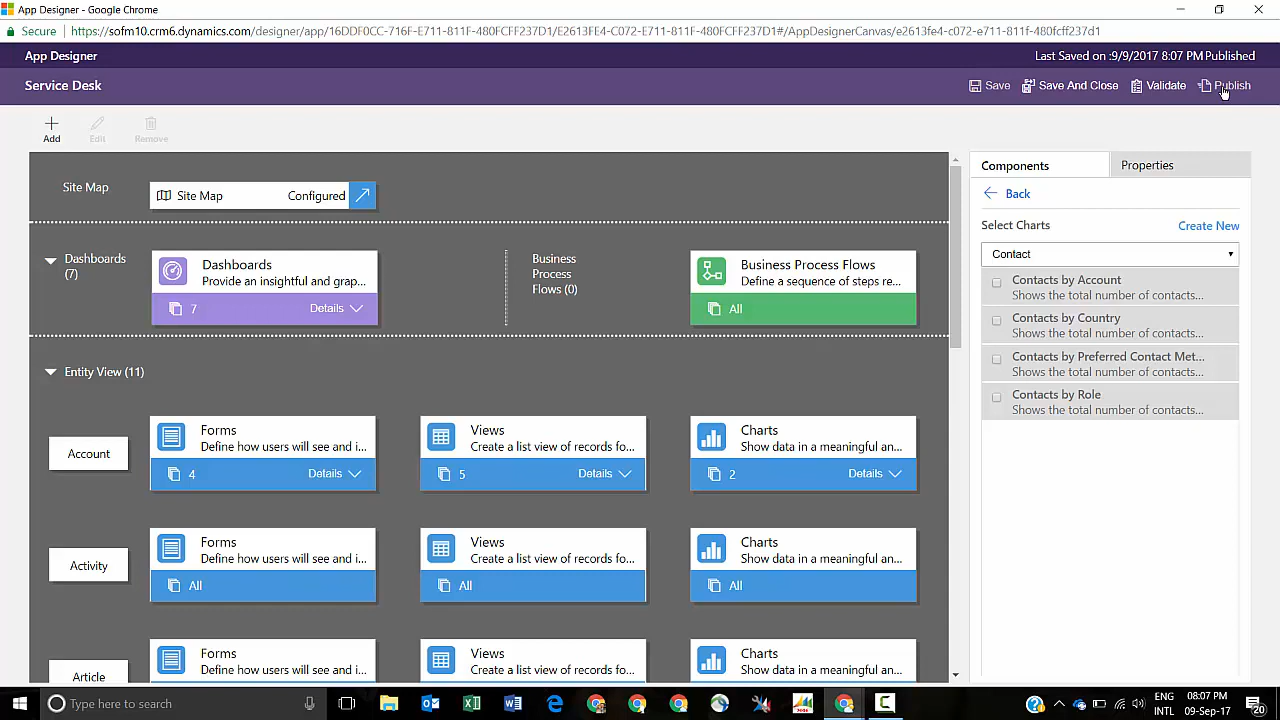 App Designer - Google Chrome
Secure https://sofm10.crm6.dynamics.com/designer/app/16DDF0CC-716F-E711-811F-480FCFF237D1/E2613FE4-C072-E711-811F-480FCFF237D1#/AppDesignerCanvas/e2613fe4-c072-e711-811f-480fcff237d1
App Designer
Last Saved on :9/9/2017 8:07 PM Published
Service Desk
Save
Save And Close
Validate
Publish
Add
Edit
Remove
Site Map
Site Map
Configured
Dashboards
(7)
Dashboards
Provide an insightful and grap...
7
Details
Business
Process
Flows (0)
Business Process Flows
Define a sequence of steps re...
All
Entity View (11)
Account
Forms
Define how users will see and i...
4
Details
Views
Create a list view of records fo...
5
Details
Charts
Show data in a meaningful an...
2
Details
Activity
Forms
Define how users will see and i...
All
Views
Create a list view of records fo...
All
Charts
Show data in a meaningful an...
All
Article
Forms
Define how users will see and i...
Views
Create a list view of records fo...
Charts
Show data in a meaningful an...
Components
Properties
Back
Select Charts
Create New
Contact
Contacts by Account
Shows the total number of contacts...
Contacts by Country
Shows the total number of contacts...
Contacts by Preferred Contact Met...
Shows the total number of contacts...
Contacts by Role
Shows the total number of contacts...
Type here to search
ENG
INTL
08:07 PM
09-Sep-17
20